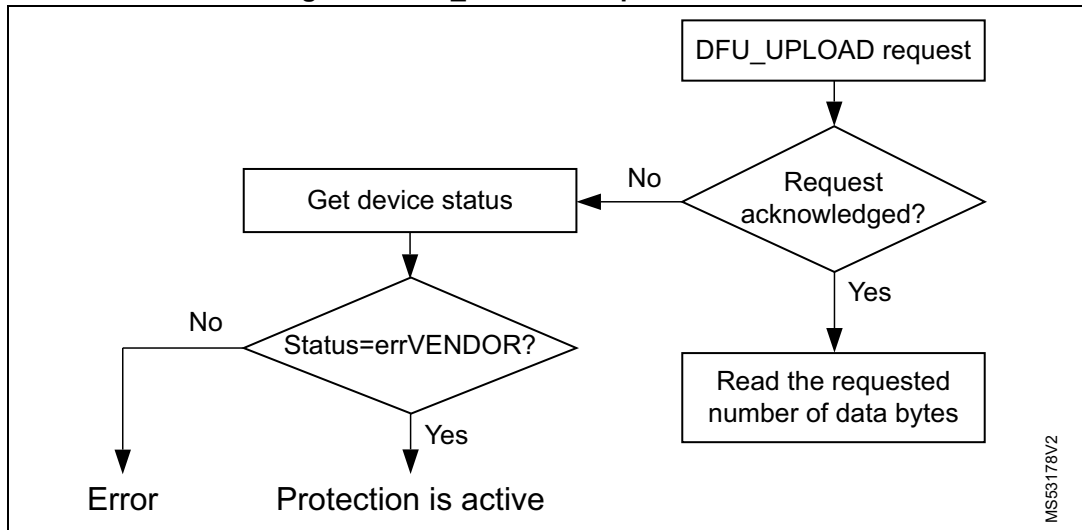 DFU_UPLOAD request
No
Request
acknowledged?
Get device status
Yes
No
Status=errVENDOR?
Read the requested
number of data bytes
Yes
Error
Protection is active
MS53178V2